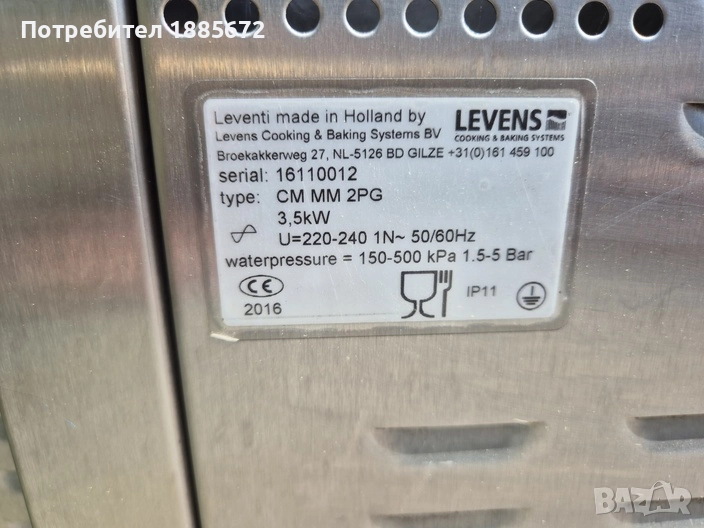 Потребител 1885672
Leventi made in Holland by
Levens Cooking & Baking Systems BV
LEVENS
COOKING & BAKING SYSTEMS
Broekakkerweg 27, NL-5126 BD GILZE +31(0)161 459 100
serial: 16110012
type: CM MM 2PG
3,5kW
U=220-240 1N~ 50/60Hz
waterpressure = 150-500 kPa 1.5-5 Bar
CE
2016
IP11
BAZAR